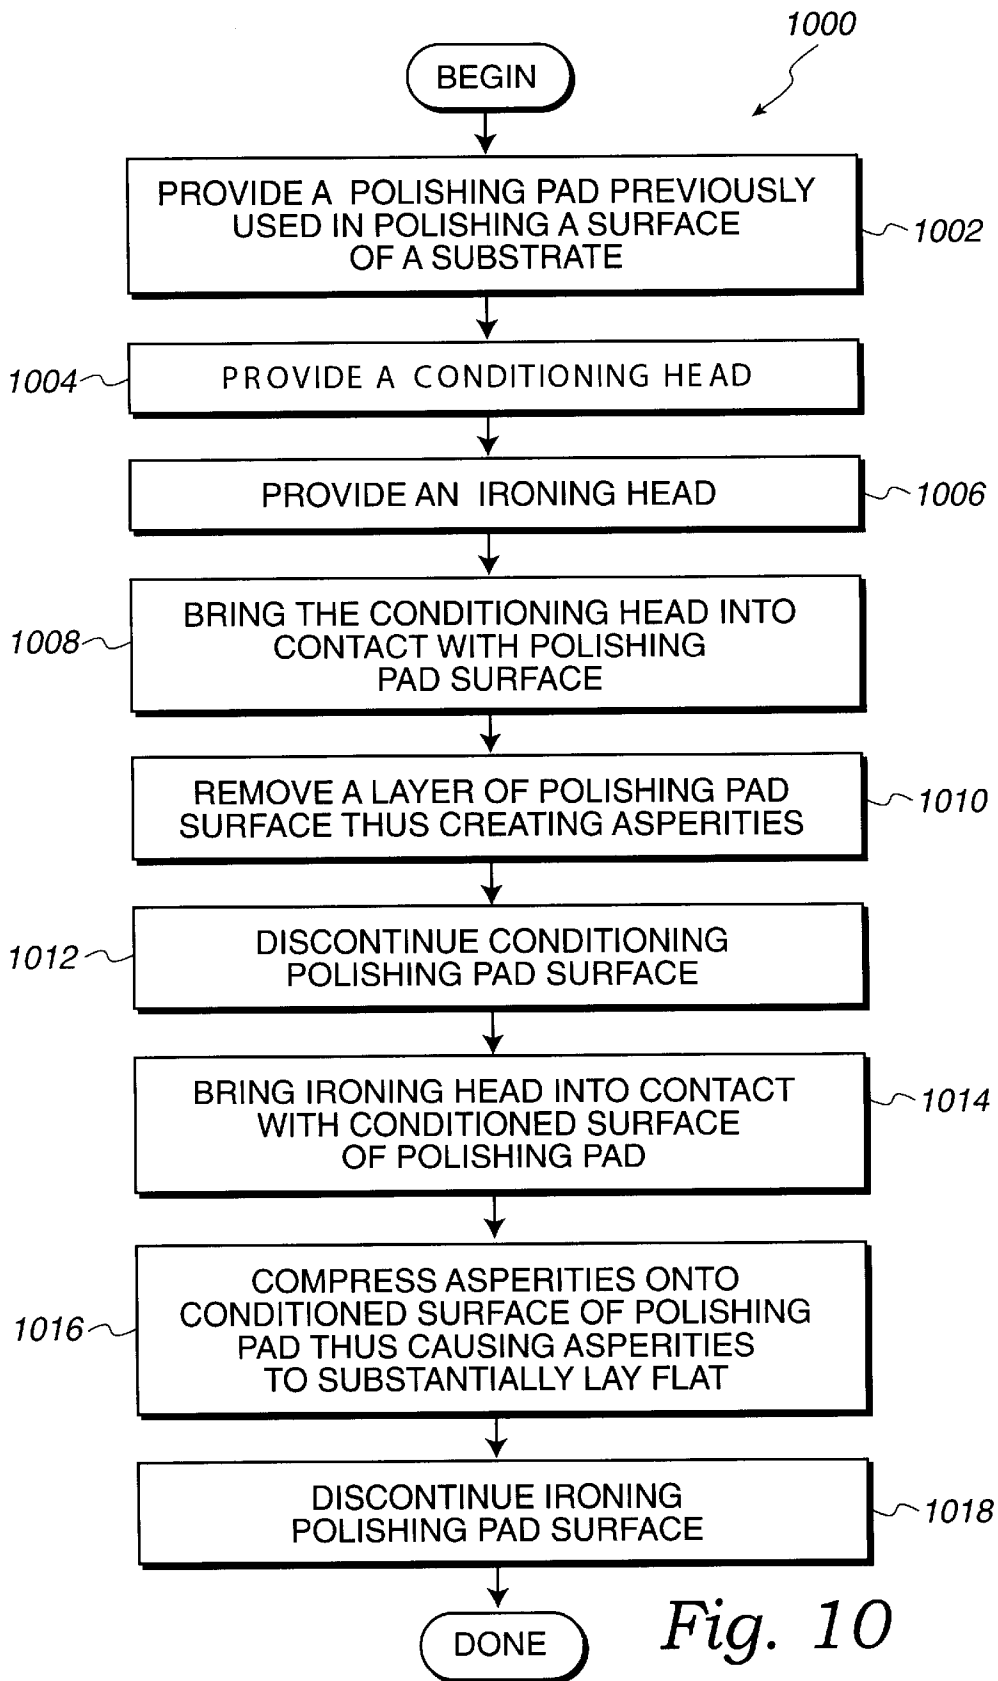 1000
BEGIN
PROVIDE A POLISHING PAD PREVIOUSLY
USED IN POLISHING A SURFACE
OF A SUBSTRATE
1002
1004
PROVIDE A CONDITIONING HEAD
PROVIDE AN IRONING HEAD
1006
1008
BRING THE CONDITIONING HEAD INTO
CONTACT WITH POLISHING
PAD SURFACE
REMOVE A LAYER OF POLISHING PAD
SURFACE THUS CREATING ASPERITIES
1010
1012
DISCONTINUE CONDITIONING
POLISHING PAD SURFACE
BRING IRONING HEAD INTO CONTACT
WITH CONDITIONED SURFACE
OF POLISHING PAD
1014
1016
COMPRESS ASPERITIES ONTO
CONDITIONED SURFACE OF POLISHING
PAD THUS CAUSING ASPERITIES
TO SUBSTANTIALLY LAY FLAT
DISCONTINUE IRONING
POLISHING PAD SURFACE
1018
DONE
Fig. 10